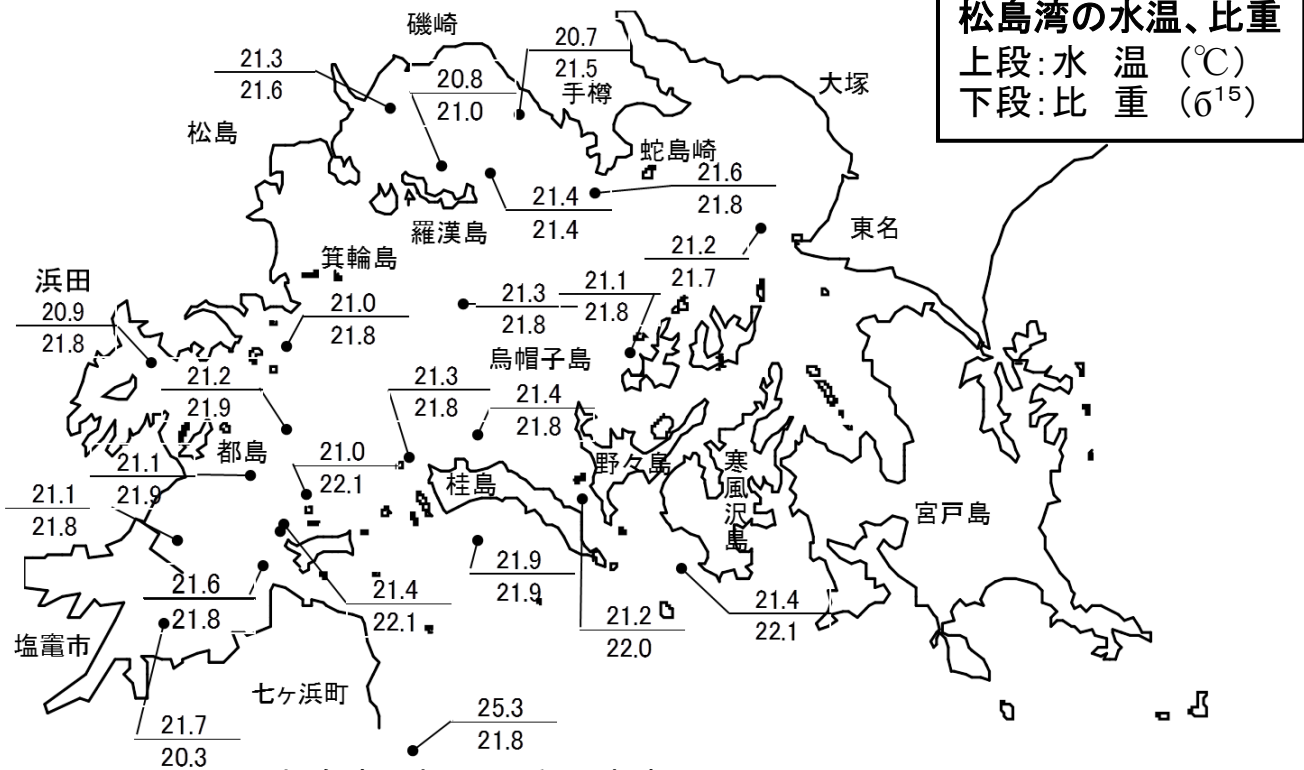 松島湾の水温、比重
上段:水 温 (℃)
下段:比 重 (б¹⁵)
磯崎
20.7
21.5
手樽
大塚
21.3
21.6
20.8
21.0
松島
蛇島崎
21.6
21.8
21.4
21.4
羅漢島
東名
21.2
21.7
箕輪島
浜田
20.9
21.8
21.0
21.8
21.3
21.8
21.1
21.8
烏帽子島
21.2
21.9
21.3
21.8
21.4
21.8
都島
21.1
21.9
21.0
22.1
桂島
野々島
寒風沢島
宮戸島
21.1
21.8
21.6
21.8
21.4
22.1
21.9
21.9
21.2
22.0
21.4
22.1
塩竈市
七ヶ浜町
21.7
20.3
25.3
21.8